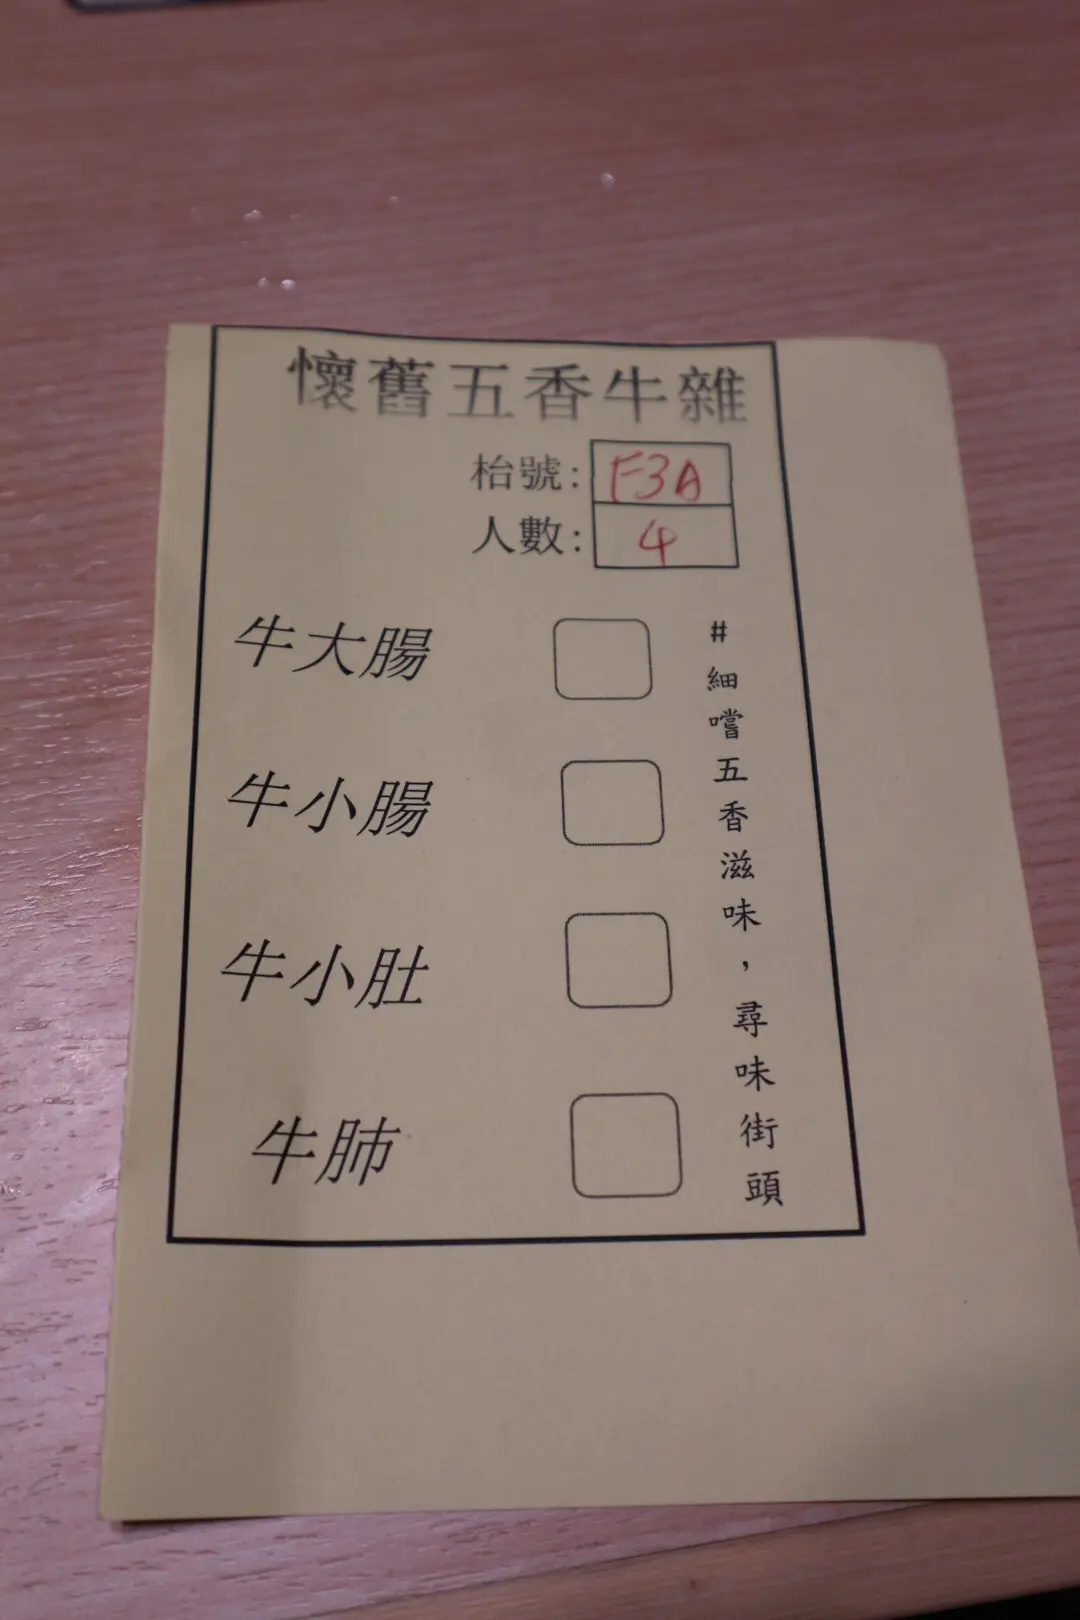 懷舊五香牛雜
枱號：F3A
人數：4
牛大腸
牛小腸
牛小肚
牛肺
#細嚐五香滋味，尋味街頭